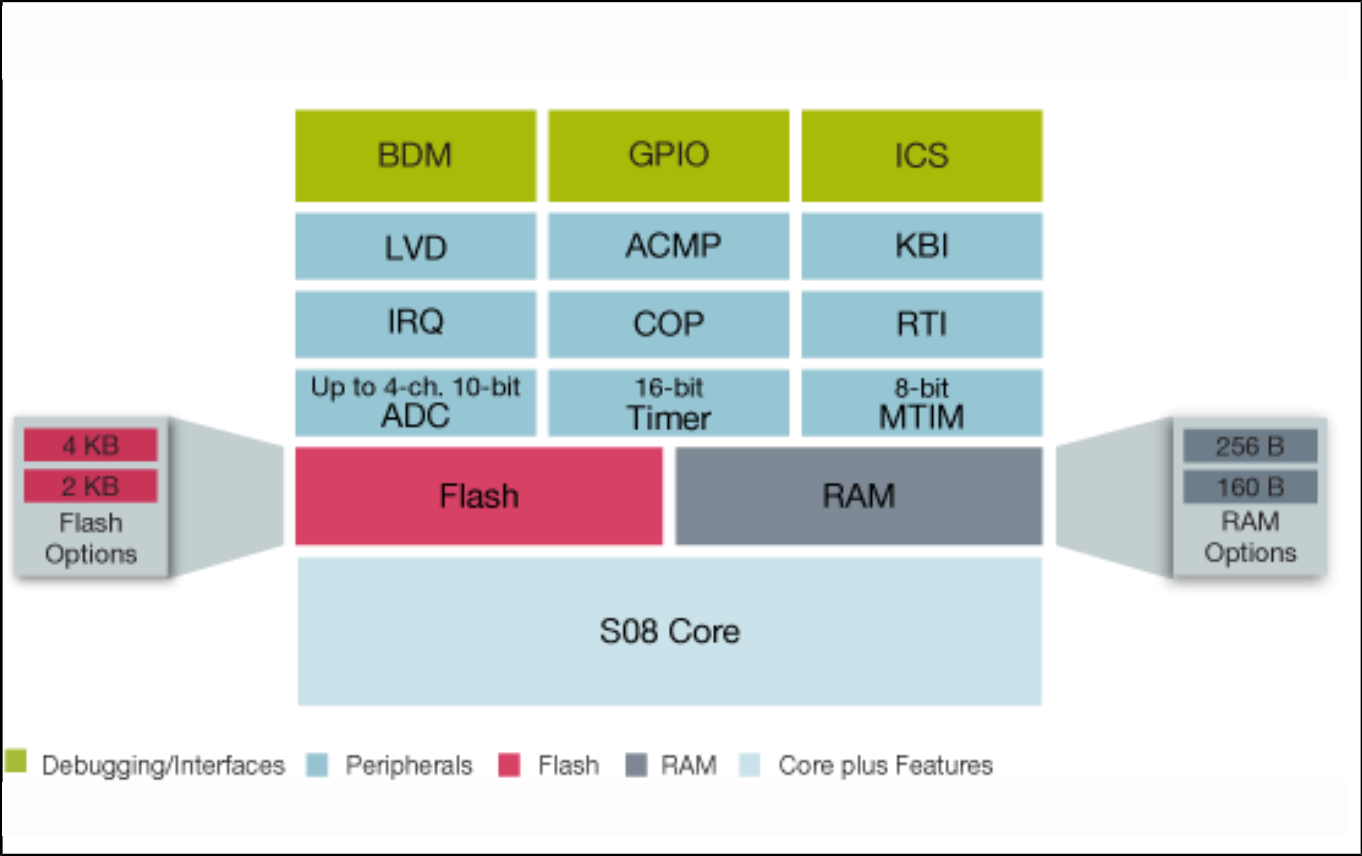 BDM
GPIO
ICS
LVD
ACMP
KBI
IRQ
COP
RTI
Up to 4-ch. 10-bit
ADC
16-bit
Timer
8-bit
MTIM
4 KB
2 KB
Flash
Options
Flash
RAM
256 B
160 B
RAM
Options
S08 Core
Debugging/Interfaces
Peripherals
Flash
RAM
Core plus Features